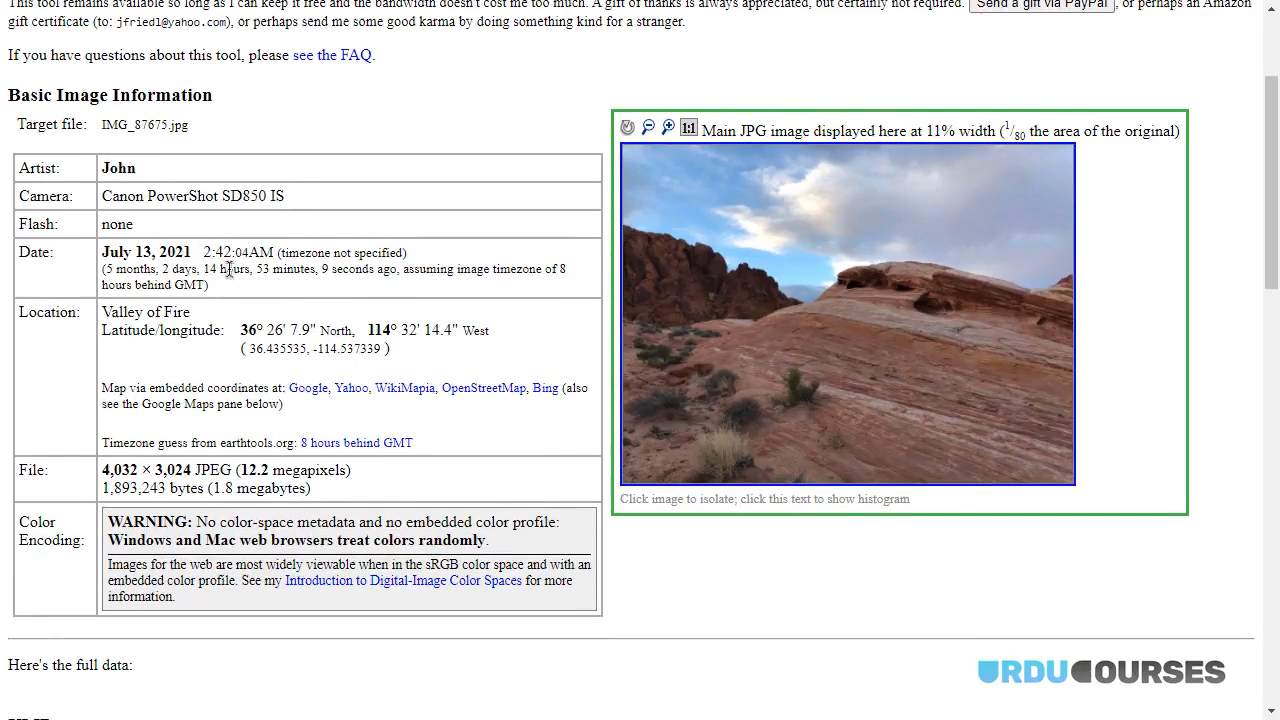 This tool remains available so long as I can keep it free and the bandwidth doesn't cost me too much. A gift of thanks is always appreciated, but certainly not required. Send a gift via PayPal, or perhaps an Amazon
gift certificate (to: jfried1@yahoo.com), or perhaps send me some good karma by doing something kind for a stranger.
If you have questions about this tool, please see the FAQ.
Basic Image Information
Target file: IMG_87675.jpg
Artist: John
Camera: Canon PowerShot SD850 IS
Flash: none
Date: July 13, 2021 2:42:04AM (timezone not specified)
(5 months, 2 days, 14 hours, 53 minutes, 9 seconds ago, assuming image timezone of 8
hours behind GMT)
Location: Valley of Fire
Latitude/longitude: 36° 26' 7.9" North, 114° 32' 14.4" West
( 36.435535, -114.537339 )
Map via embedded coordinates at: Google, Yahoo, WikiMapia, OpenStreetMap, Bing (also
see the Google Maps pane below)
Timezone guess from earthtools.org: 8 hours behind GMT
File: 4,032 × 3,024 JPEG (12.2 megapixels)
1,893,243 bytes (1.8 megabytes)
Color
Encoding:
WARNING: No color-space metadata and no embedded color profile:
Windows and Mac web browsers treat colors randomly.
Images for the web are most widely viewable when in the sRGB color space and with an
embedded color profile. See my Introduction to Digital-Image Color Spaces for more
information.
1:1 Main JPG image displayed here at 11% width (1/80 the area of the original)
Click image to isolate; click this text to show histogram
Here's the full data:
URDUCOURSES